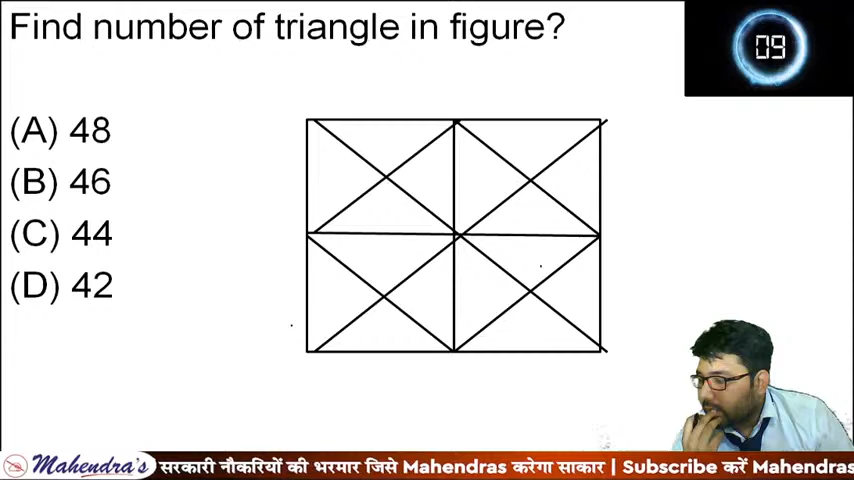 Find number of triangle in figure?
09
(A) 48
(B) 46
(C) 44
(D) 42
Mahendra's सरकारी नौकरियों की भरमार जिसे Mahendras करेगा साकार | Subscribe करें Mahendras